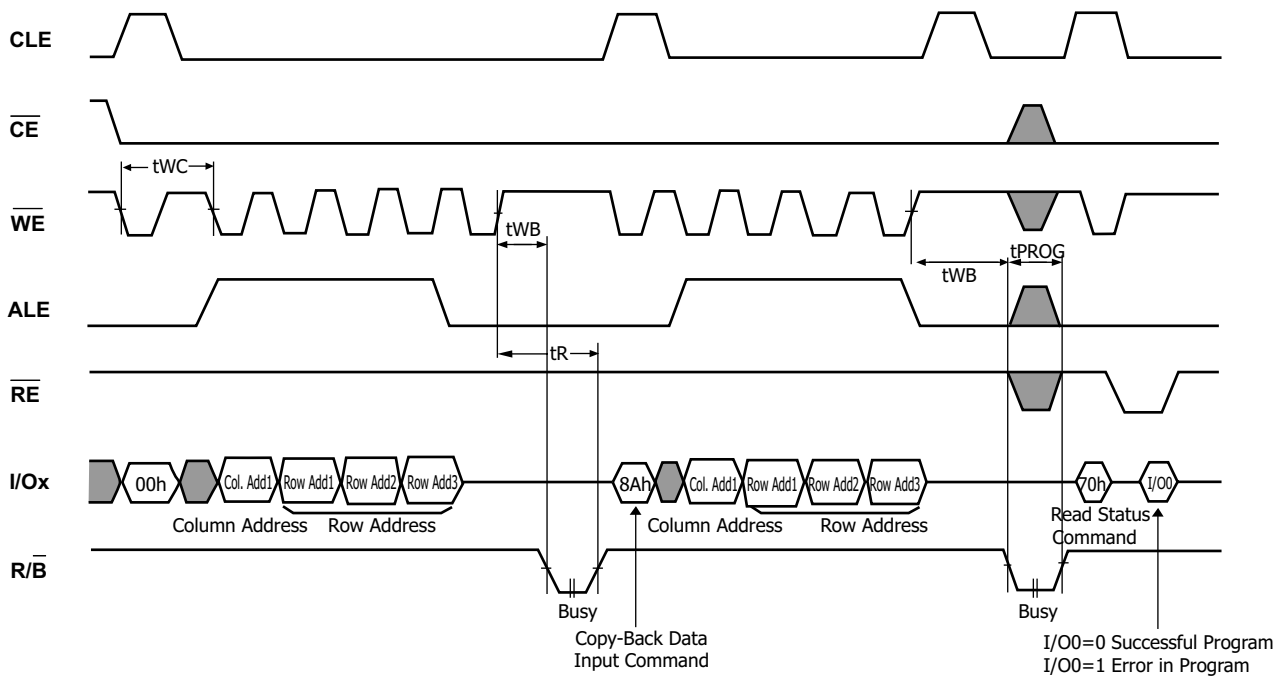 CLE
CE
tWC
WE
tWB
tPROG
tWB
ALE
tR
RE
I/Ox
00h
Col. Add1
Row Add1
Row Add2
Row Add3
8Ah
Col. Add1
Row Add1
Row Add2
Row Add3
70h
I/O0
Column Address
Row Address
Column Address
Row Address
Read Status
Command
R/B
Busy
Busy
Copy-Back Data
Input Command
I/O0=0 Successful Program
I/O0=1 Error in Program